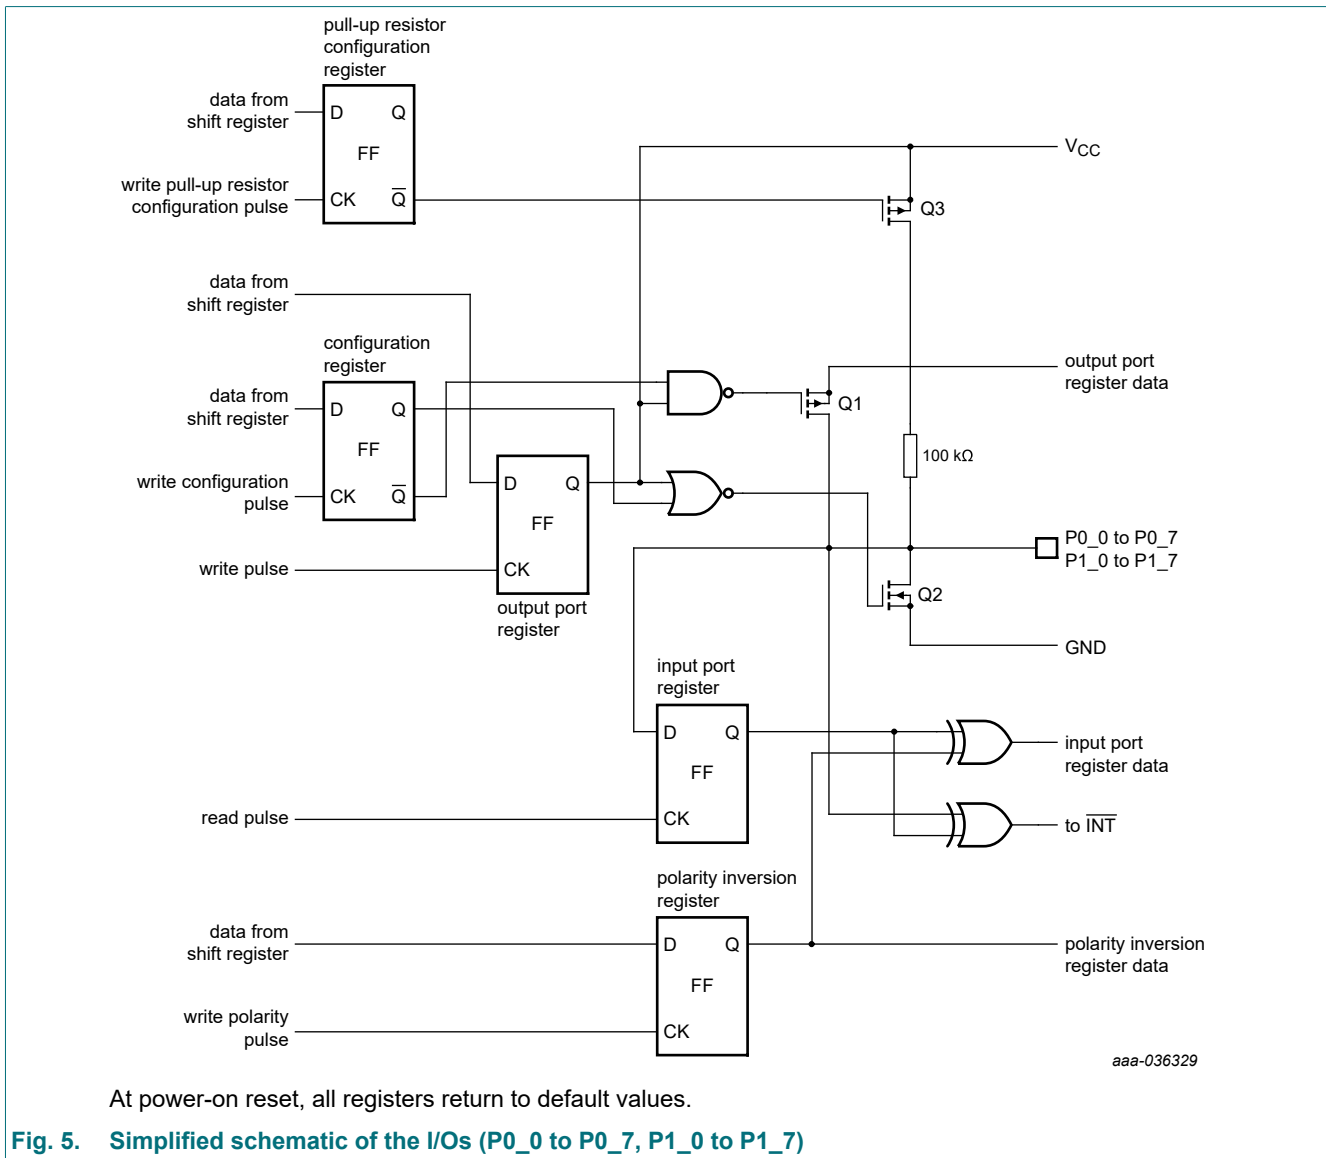 pull-up resistor
configuration
register
data from
shift register
D
Q
FF
write pull-up resistor
configuration pulse
CK
Q̅
VCC
Q3
data from
shift register
configuration
register
data from
shift register
D
Q
FF
write configuration
pulse
CK
Q̅
output port
register data
Q1
100 kΩ
D
Q
FF
CK
write pulse
output port
register
P0_0 to P0_7
P1_0 to P1_7
Q2
GND
input port
register
D
Q
FF
CK
read pulse
input port
register data
to I̅N̅T̅
polarity inversion
register
data from
shift register
D
Q
FF
write polarity
pulse
CK
polarity inversion
register data
aaa-036329
At power-on reset, all registers return to default values.
Fig. 5. Simplified schematic of the I/Os (P0_0 to P0_7, P1_0 to P1_7)